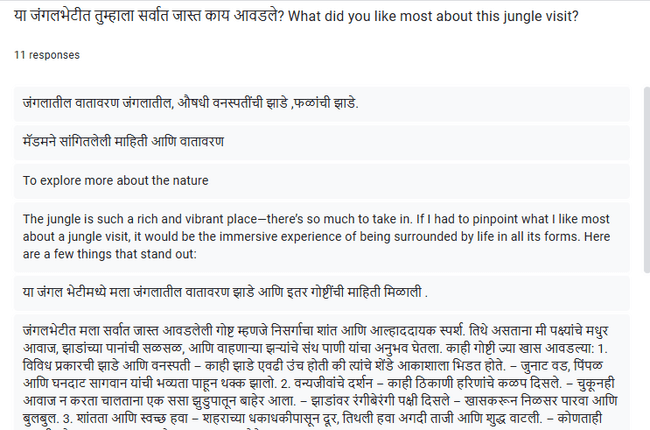 या जंगलभेटीत तुम्हाला सर्वात जास्त काय आवडले? What did you like most about this jungle visit?
11 responses
जंगलातील वातावरण जंगलातील, औषधी वनस्पतींची झाडे ,फळांची झाडे.
मॅडमने सांगितलेली माहिती आणि वातावरण
To explore more about the nature
The jungle is such a rich and vibrant place—there's so much to take in. If I had to pinpoint what I like most
about a jungle visit, it would be the immersive experience of being surrounded by life in all its forms. Here
are a few things that stand out:
या जंगल भेटीमध्ये मला जंगलातील वातावरण झाडे आणि इतर गोष्टींची माहिती मिळाली .
जंगलभेटीत मला सर्वात जास्त आवडलेली गोष्ट म्हणजे निसर्गाचा शांत आणि आल्हाददायक स्पर्श. तिथे असताना मी पक्ष्यांचे मधुर
आवाज, झाडांच्या पानांची सळसळ, आणि वाहणाऱ्या झऱ्यांचे संथ पाणी यांचा अनुभव घेतला. काही गोष्टी ज्या खास आवडल्या: 1.
विविध प्रकारची झाडे आणि वनस्पती – काही झाडे एवढी उंच होती की त्यांचे शेंडे आकाशाला भिडत होते. – जुनाट वड, पिंपळ
आणि घनदाट सागवान यांची भव्यता पाहून थक्क झालो. 2. वन्यजीवांचे दर्शन – काही ठिकाणी हरिणांचे कळप दिसले. – चुकूनही
आवाज न करता चालताना एक ससा झुडुपातून बाहेर आला. – झाडांवर रंगीबेरंगी पक्षी दिसले – खासकरून निळसर पारवा आणि
बुलबुल. 3. शांतता आणि स्वच्छ हवा – शहराच्या धकाधकीपासून दूर, तिथली हवा अगदी ताजी आणि शुद्ध वाटली. – कोणताही